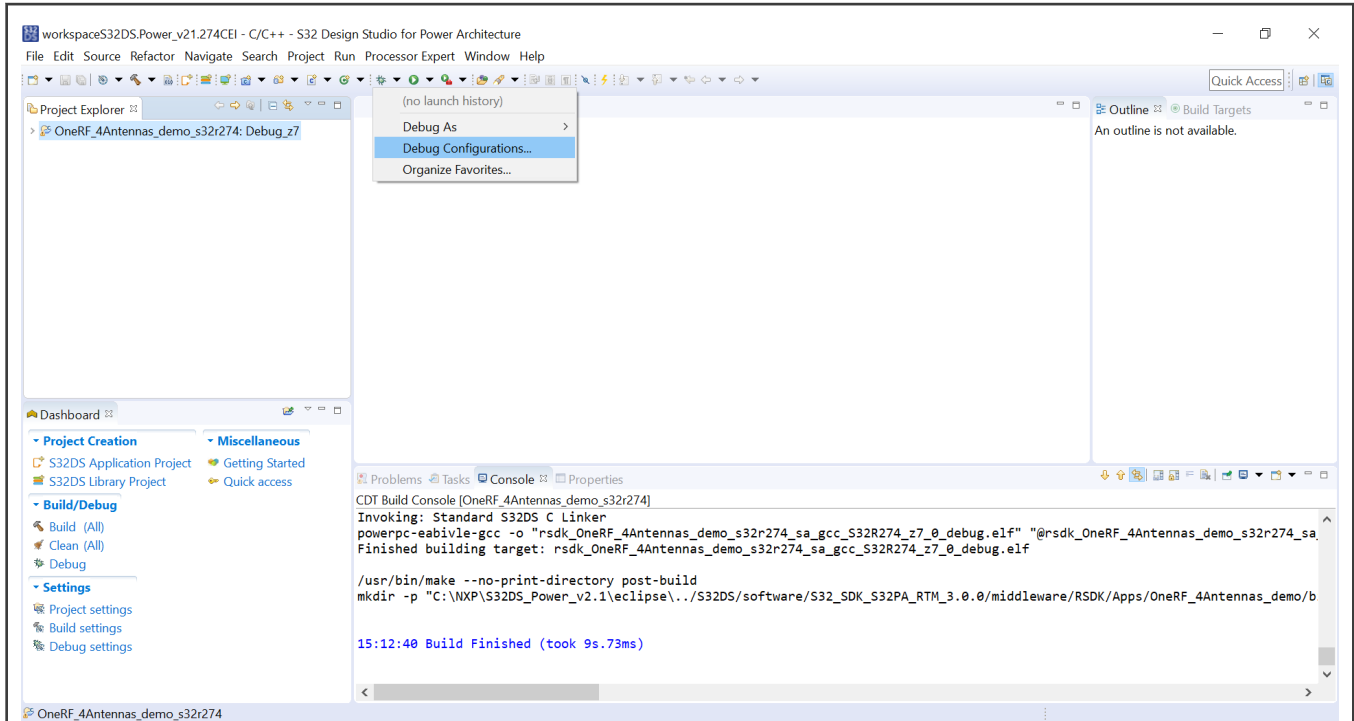 workspaceS32DS.Power_v21.274CEI - C/C++ - S32 Design Studio for Power Architecture
File Edit Source Refactor Navigate Search Project Run Processor Expert Window Help
Quick Access
Project Explorer
OneRF_4Antennas_demo_s32r274: Debug_z7
(no launch history)
Debug As
Debug Configurations...
Organize Favorites...
Outline Build Targets
An outline is not available.
Dashboard
Project Creation
S32DS Application Project
S32DS Library Project
Build/Debug
Build (All)
Clean (All)
Debug
Settings
Project settings
Build settings
Debug settings
Miscellaneous
Getting Started
Quick access
Problems Tasks Console Properties
CDT Build Console [OneRF_4Antennas_demo_s32r274]
Invoking: Standard S32DS C Linker
powerpc-eabivle-gcc -o "rsdk_OneRF_4Antennas_demo_s32r274_sa_gcc_S32R274_z7_0_debug.elf" "@rsdk_OneRF_4Antennas_demo_s32r274_sa_
Finished building target: rsdk_OneRF_4Antennas_demo_s32r274_sa_gcc_S32R274_z7_0_debug.elf
/usr/bin/make --no-print-directory post-build
mkdir -p "C:\NXP\S32DS_Power_v2.1\eclipse\../S32DS/software/S32_SDK_S32PA_RTM_3.0.0/middleware/RSDK/Apps/OneRF_4Antennas_demo/b
15:12:40 Build Finished (took 9s.73ms)
OneRF_4Antennas_demo_s32r274